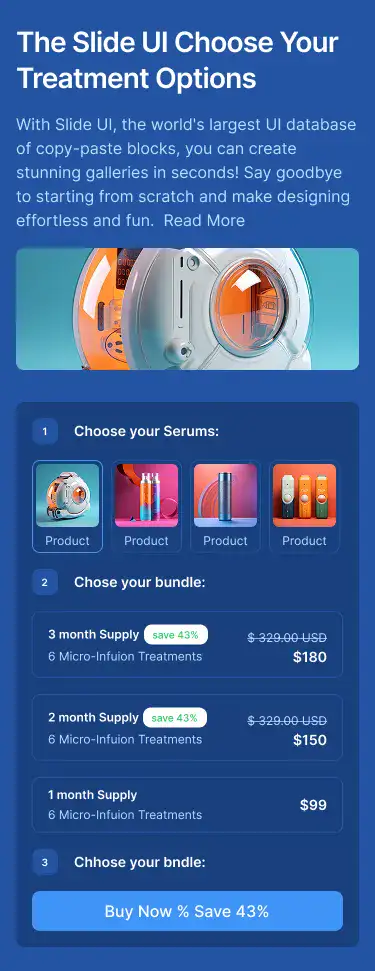 The Slide UI Choose Your
Treatment Options
With Slide UI, the world's largest UI database
of copy-paste blocks, you can create
stunning galleries in seconds! Say goodbye
to starting from scratch and make designing
effortless and fun. Read More
1 Choose your Serums:
Product Product Product Product
2 Chose your bundle:
3 month Supply save 43% $ 329.00 USD
6 Micro-Infuion Treatments $180
2 month Supply save 43% $ 329.00 USD
6 Micro-Infuion Treatments $150
1 month Supply
6 Micro-Infuion Treatments $99
3 Chhose your bndle:
Buy Now % Save 43%